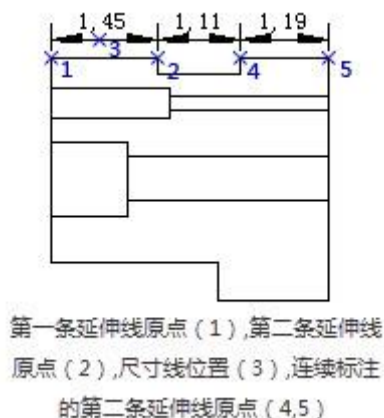 1,45 1,11 1,19
3
1 2 4 5
第一条延伸线原点（1）,第二条延伸线
原点（2）,尺寸线位置（3）,连续标注
的第二条延伸线原点（4,5）